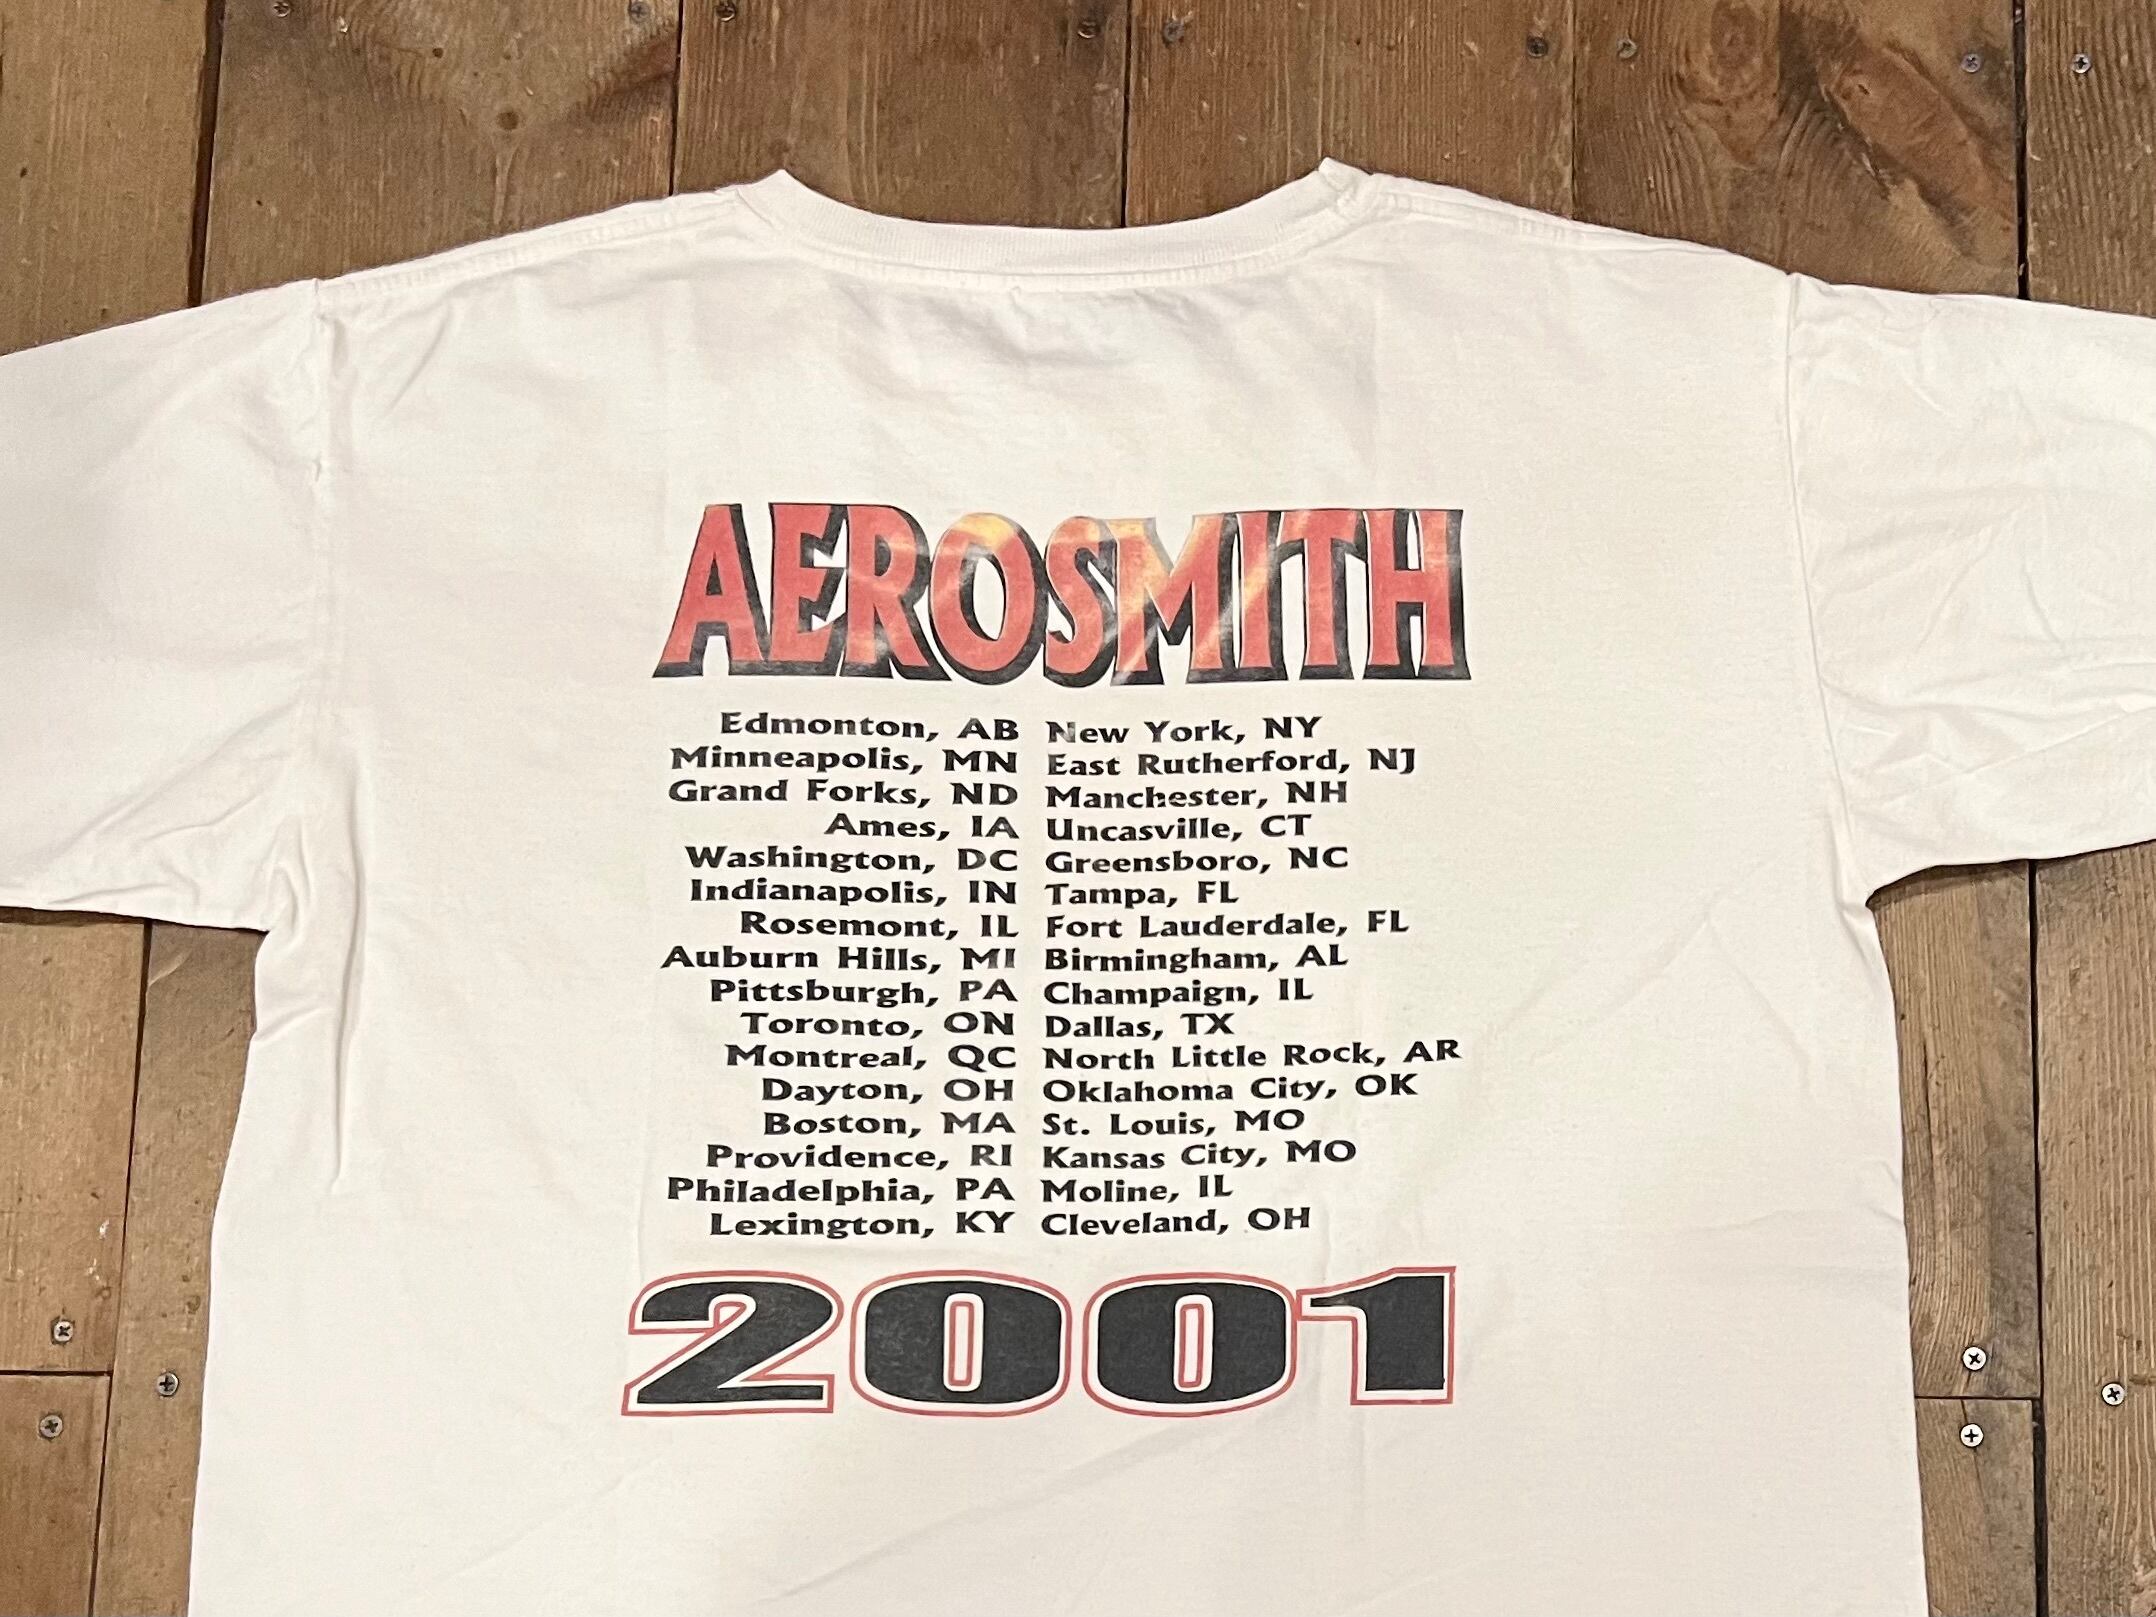 AEROSMITH
Edmonton, AB New York, NY
Minneapolis, MN East Rutherford, NJ
Grand Forks, ND Manchester, NH
Ames, IA Uncasville, CT
Washington, DC Greensboro, NC
Indianapolis, IN Tampa, FL
Rosemont, IL Fort Lauderdale, FL
Auburn Hills, MI Birmingham, AL
Pittsburgh, PA Champaign, IL
Toronto, ON Dallas, TX
Montreal, QC North Little Rock, AR
Dayton, OH Oklahoma City, OK
Boston, MA St. Louis, MO
Providence, RI Kansas City, MO
Philadelphia, PA Moline, IL
Lexington, KY Cleveland, OH
2001